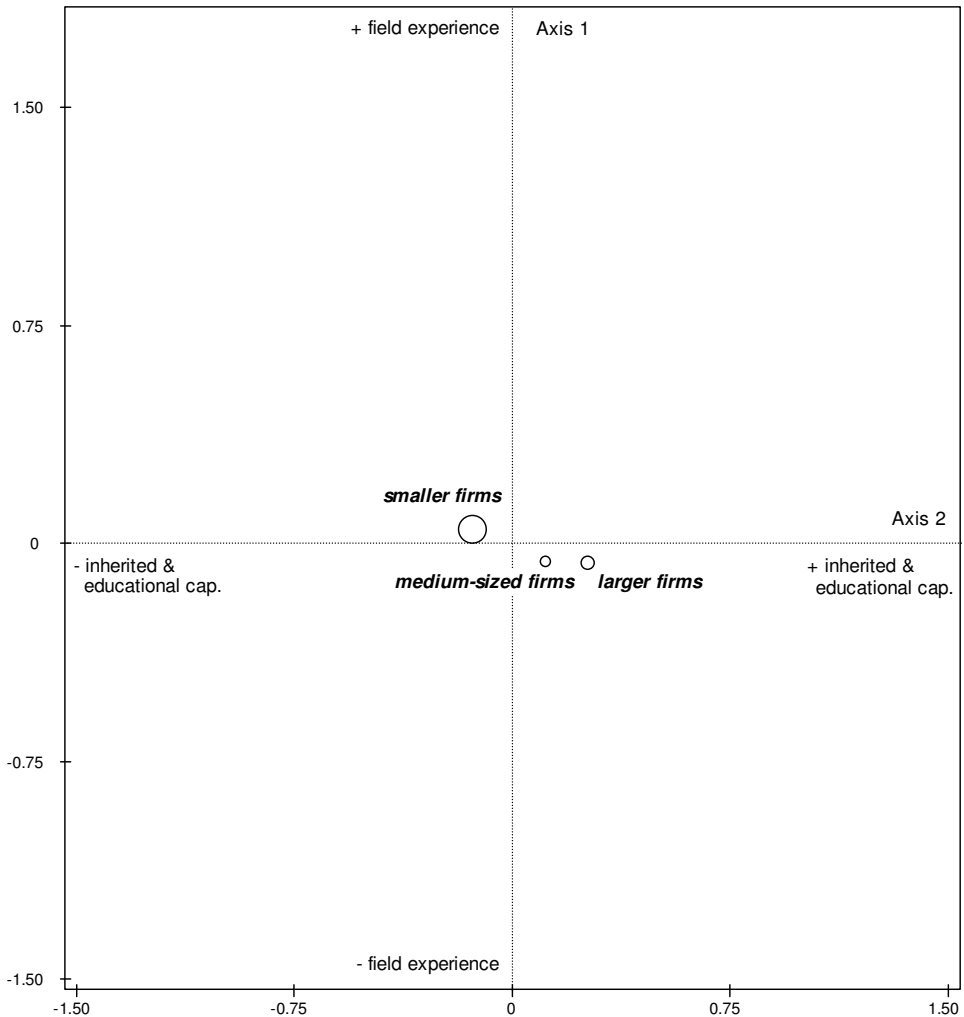 + field experience
Axis 1
1.50
0.75
smaller firms
Axis 2
0
- inherited &
educational cap.
medium-sized firms
larger firms
+ inherited &
educational cap.
-0.75
- field experience
-1.50
-1.50
-0.75
0
0.75
1.50